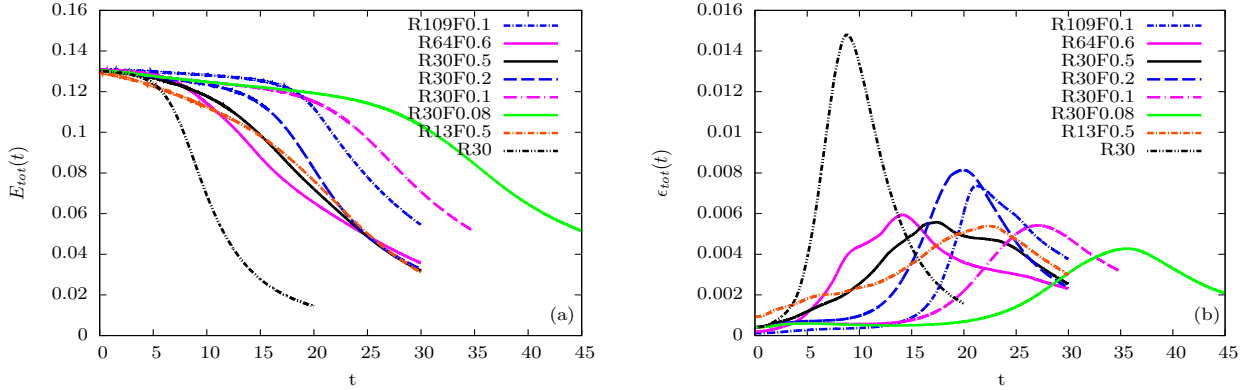 0.16
0.14
0.12
0.1
0.08
0.06
0.04
0.02
0
E_{tot}(t)
0 5 10 15 20 25 30 35 40 45
t
R109F0.1
R64F0.6
R30F0.5
R30F0.2
R30F0.1
R30F0.08
R13F0.5
R30
(a)
0.016
0.014
0.012
0.01
0.008
0.006
0.004
0.002
0
ϵ_{tot}(t)
0 5 10 15 20 25 30 35 40 45
t
R109F0.1
R64F0.6
R30F0.5
R30F0.2
R30F0.1
R30F0.08
R13F0.5
R30
(b)